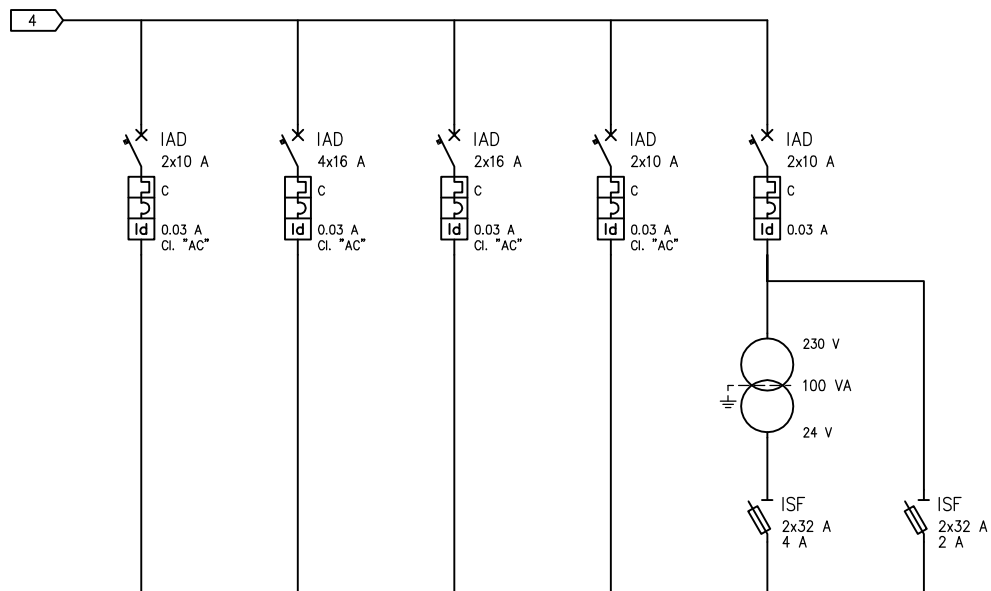 4
IAD
2x10 A
C
0.03 A
Cl. "AC"
IAD
4x16 A
C
0.03 A
Cl. "AC"
IAD
2x16 A
C
0.03 A
Cl. "AC"
IAD
2x10 A
C
0.03 A
Cl. "AC"
IAD
2x10 A
C
0.03 A
Id
Id
Id
Id
Id
230 V
100 VA
24 V
ISF
2x32 A
4 A
ISF
2x32 A
2 A